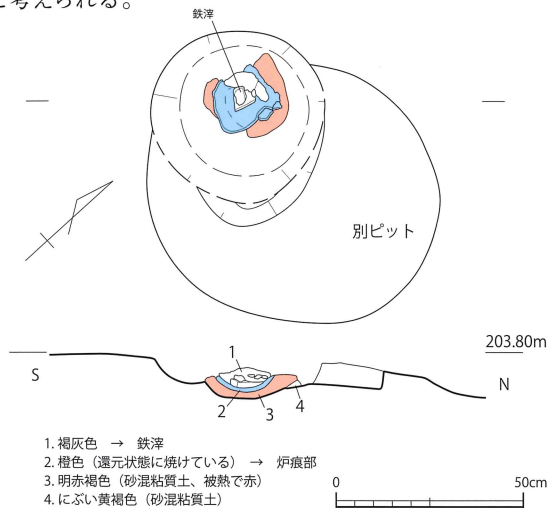 と考えられる。
鉄滓
別ピット
203.80m
S
N
1
2
3
4
1. 褐灰色 → 鉄滓
2. 橙色（還元状態に焼けている） → 炉痕部
3. 明赤褐色（砂混粘質土、被熱で赤）
4. にぶい黄褐色（砂混粘質土）
0
50cm